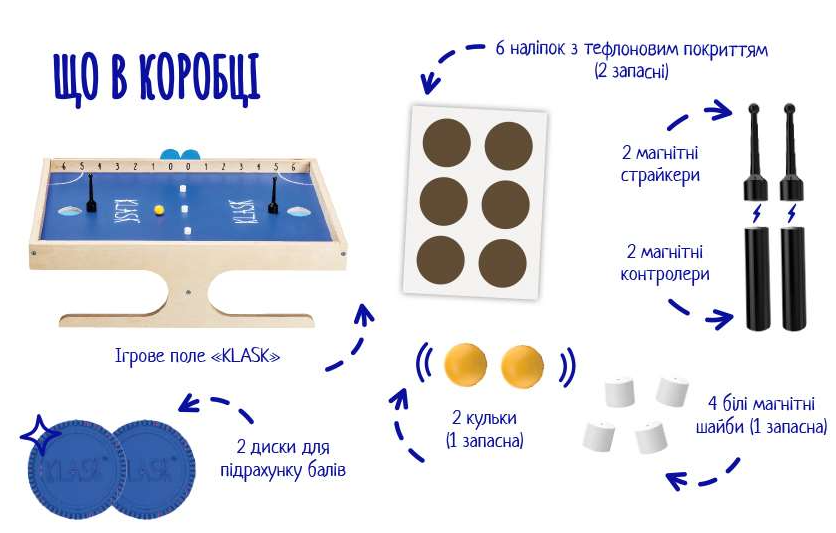 ЩО В КОРОБЦІ
6 наліпок з тефлоновим покриттям
(2 запасні)
6 5 4 3 2 1 0 0 1 2 3 4 5 6
KLASK
KLASK
2 магнітні
страйкери
2 магнітні
контролери
Ігрове поле «KLASK»
2 кульки
(1 запасна)
4 білі магнітні
шайби (1 запасна)
KLASK
KLASK
2 диски для
підрахунку балів